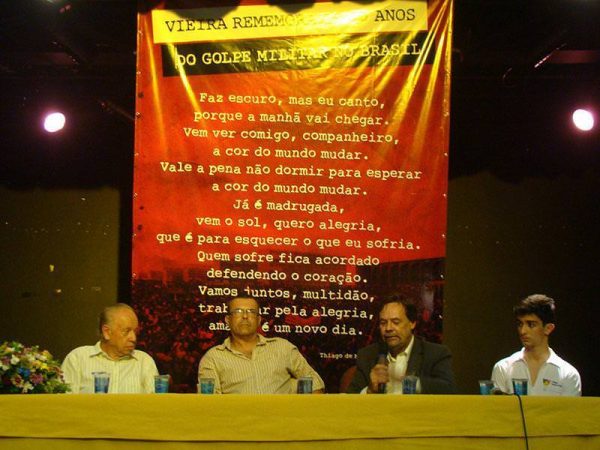 VIEIRA REMEMORA ANOS
DO GOLPE MILITAR NO BRASIL
Faz escuro, mas eu canto,
porque a manhã vai chegar.
Vem ver comigo, companheiro,
a cor do mundo mudar.
Vale a pena não dormir para esperar
a cor do mundo mudar.
Já é madrugada,
vem o sol, quero alegria,
que é para esquecer o que eu sofria.
Quem sofre fica acordado
defendendo o coração.
Vamos juntos, multidão,
trabalhar pela alegria,
é um novo dia.
Thiago de